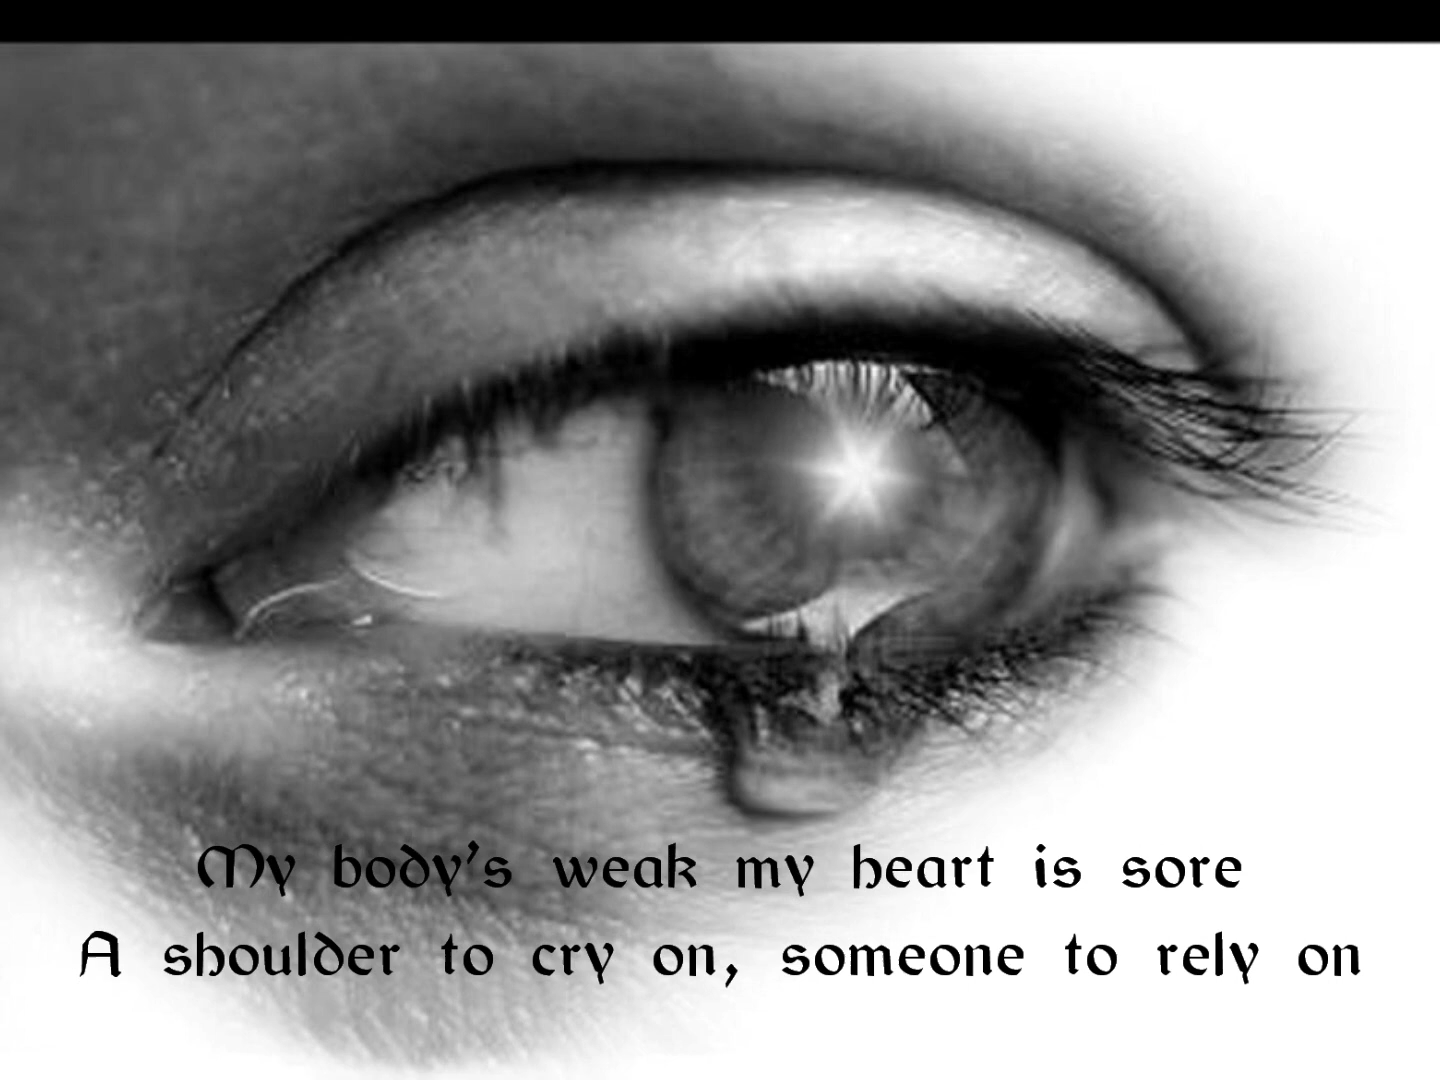 My body's weak my heart is sore
A shoulder to cry on, someone to rely on